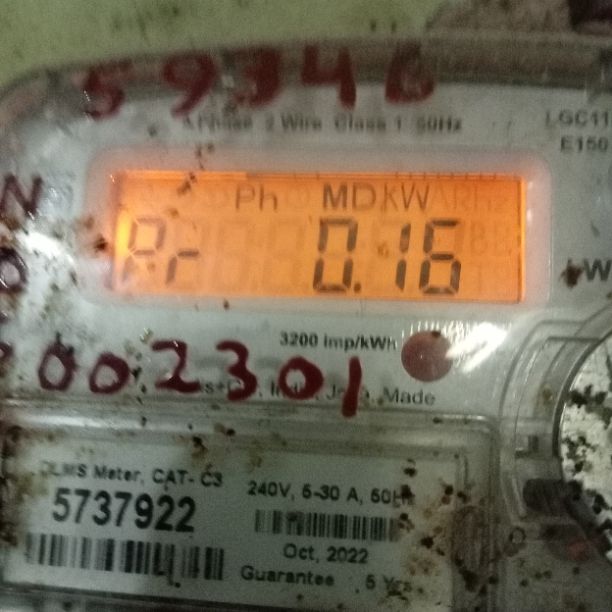 59346
1 Phase 2 Wire Class 1 50Hz
LGC11
E150
Ph MD KW
Pr 0.16
3200 imp/kWh
002301
Made
DLMS Meter, CAT- C3
5737922
240V, 5-30 A, 50Hz
Oct, 2022
Guarantee 5 Yrs